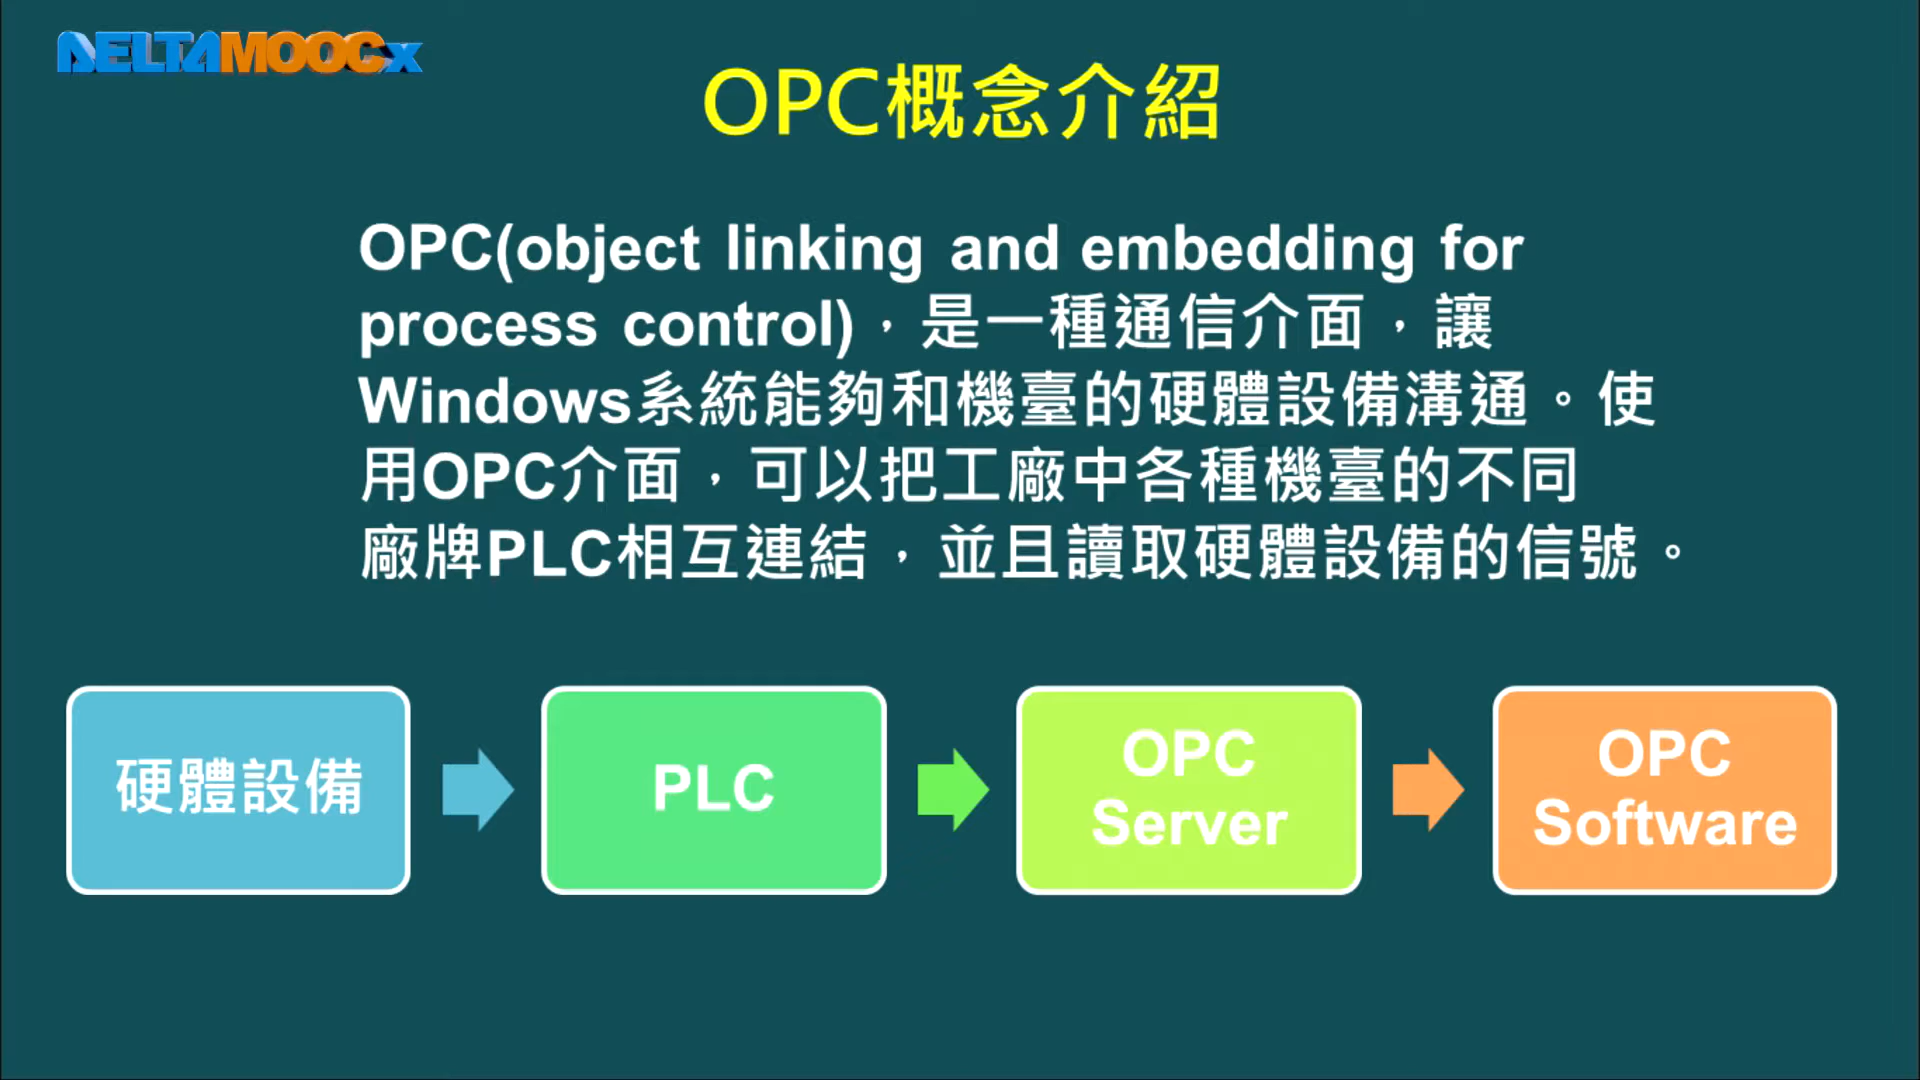 DELTAMOOCx
OPC概念介紹
OPC(object linking and embedding for
process control)，是一種通信介面，讓
Windows系統能夠和機臺的硬體設備溝通。使
用OPC介面，可以把工廠中各種機臺的不同
廠牌PLC相互連結，並且讀取硬體設備的信號。
硬體設備
PLC
OPC
Server
OPC
Software